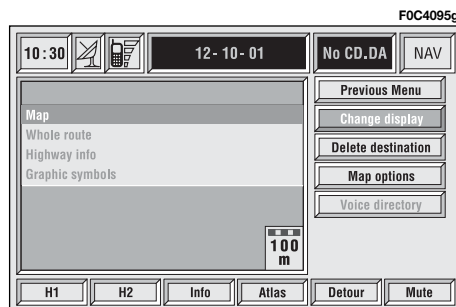 F0C4095g
10:30 12-10-01 No CD.DA NAV
Previous Menu
Map Change display
Whole route
Highway info Delete destination
Graphic symbols Map options
Voice directory
100
m
H1 H2 Info Atlas Detour Mute